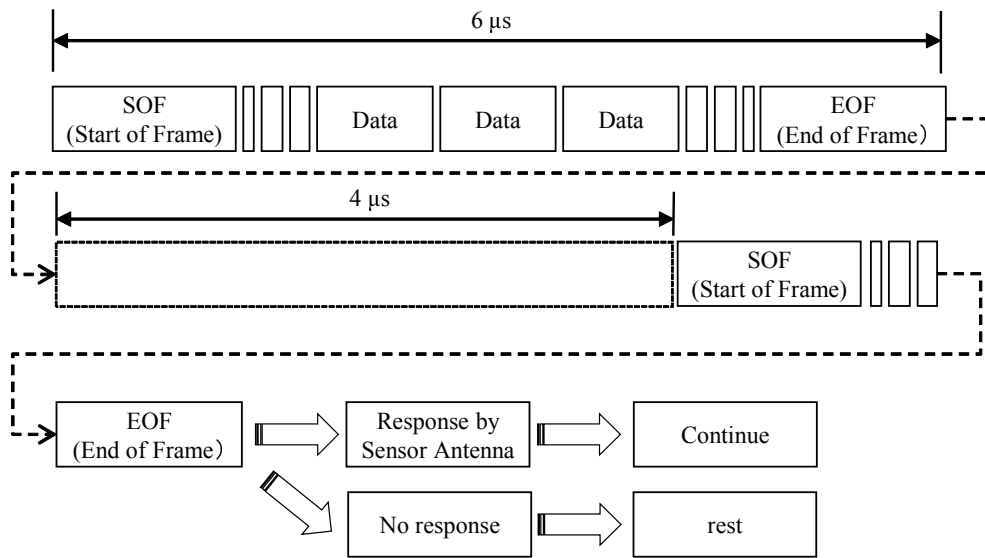 6 µs
SOF
(Start of Frame)
Data
Data
Data
EOF
(End of Frame）
4 µs
SOF
(Start of Frame)
EOF
(End of Frame）
Response by
Sensor Antenna
Continue
No response
rest